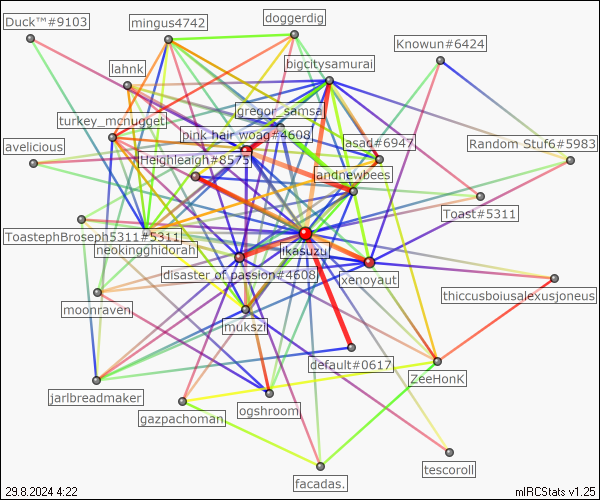 doggerdig
Duck™#9103
mingus4742
Knowun#6424
bigcitysamurai
lahnk
gregor_samsa
turkey_mcnugget
pink hair woag#4608
asad#6947
avelicious
Random Stuf6#5983
Heighleaigh#8575
andnewbees
Toast#5311
ToastephBroseph5311#5311
neokingghidorah
ikasuzu
disaster of passion#4608
xenoyaut
thiccusboiusalexusjoneus
moonraven
mukszi
default#0617
ZeeHonK
jarlbreadmaker
gazpachoman
ogshroom
tescoroll
facadas.
29.8.2024 4:22
mIRCStats v1.25